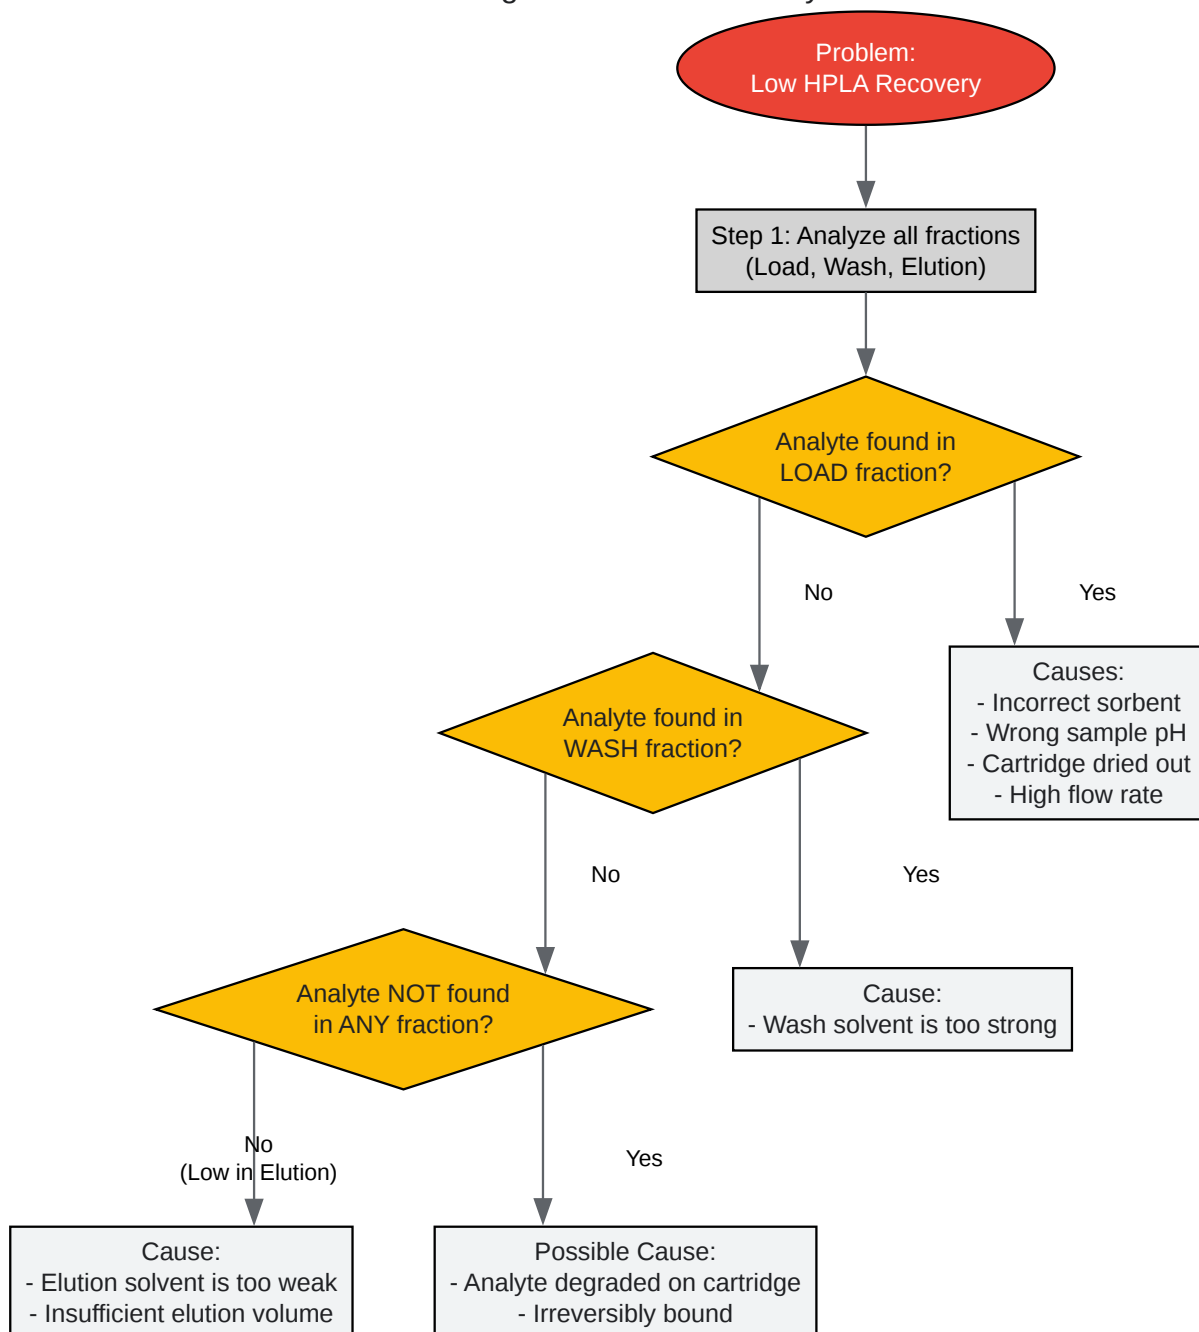 Problem:
Low HPLA Recovery
Step 1: Analyze all fractions
(Load, Wash, Elution)
Analyte found in
LOAD fraction?
No
Yes
Causes:
- Incorrect sorbent
- Wrong sample pH
- Cartridge dried out
- High flow rate
Analyte found in
WASH fraction?
No
Yes
Cause:
- Wash solvent is too strong
Analyte NOT found
in ANY fraction?
No
(Low in Elution)
Yes
Cause:
- Elution solvent is too weak
- Insufficient elution volume
Possible Cause:
- Analyte degraded on cartridge
- Irreversibly bound